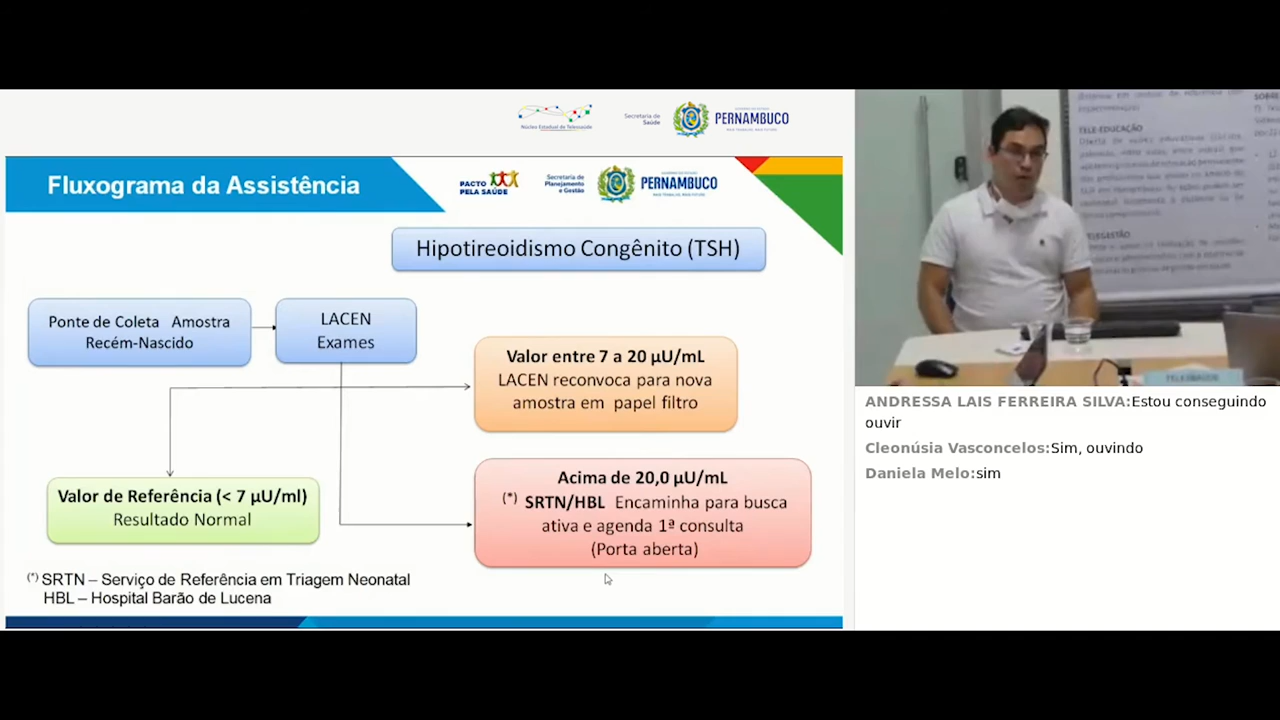 Núcleo Estadual de Telessaúde
Secretaria de
Saúde
PERNAMBUCO
Fluxograma da Assistência
PACTO
PELA SAÚDE
Secretaria de
Planejamento
e Gestão
PERNAMBUCO
Hipotireoidismo Congênito (TSH)
Ponte de Coleta Amostra
Recém-Nascido
LACEN
Exames
Valor entre 7 a 20 µU/mL
LACEN reconvoca para nova
amostra em papel filtro
Acima de 20,0 µU/mL
(*) SRTN/HBL Encaminha para busca
ativa e agenda 1ª consulta
(Porta aberta)
Valor de Referência (< 7 µU/ml)
Resultado Normal
(*) SRTN – Serviço de Referência em Triagem Neonatal
HBL – Hospital Barão de Lucena
TELE-EDUCAÇÃO
ANDRESSA LAIS FERREIRA SILVA:Estou conseguindo
ouvir
Cleonúsia Vasconcelos:Sim, ouvindo
Daniela Melo:sim